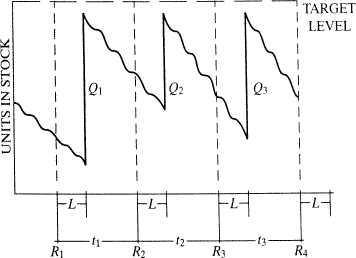 TARGET
LEVEL
UNITS IN STOCK
Q1 Q2 Q3
L L L L
t1 t2 t3
R1 R2 R3 R4